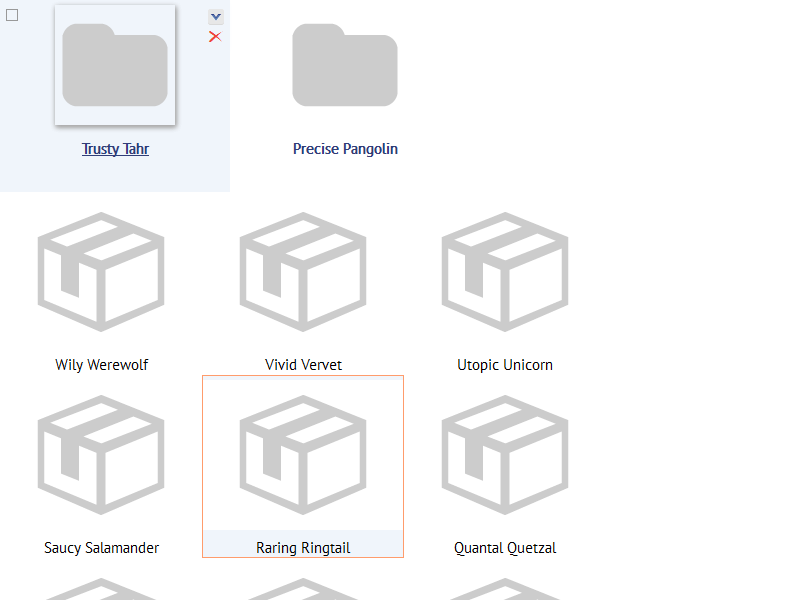 Trusty Tahr
Precise Pangolin
Wily Werewolf
Vivid Vervet
Utopic Unicorn
Saucy Salamander
Raring Ringtail
Quantal Quetzal